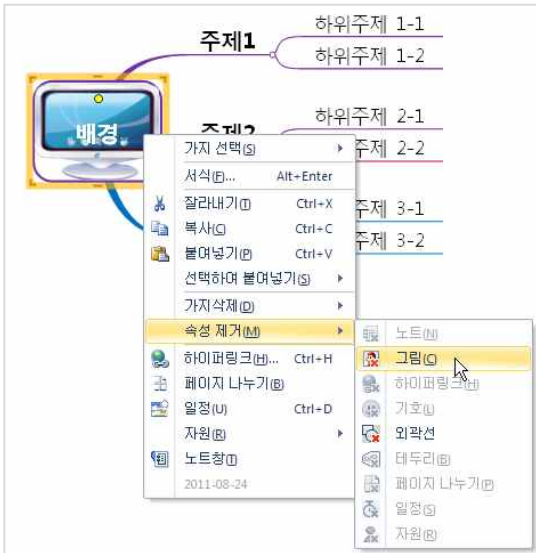 하위주제 1-1
주제1
하위주제 1-2
배경
하위주제 2-1
주제2
주제 2-2
주제 3-1
주제 3-2
가지 선택(S)
서식(F)... Alt+Enter
잘라내기(T) Ctrl+X
복사(C) Ctrl+C
붙여넣기(P) Ctrl+V
선택하여 붙여넣기(S)
가지삭제(D)
속성 제거(M)
하이퍼링크(H)... Ctrl+H
페이지 나누기(B)
일정(U) Ctrl+D
자원(R)
노트창(T)
2011-08-24
노트(N)
그림(C)
하이퍼링크(H)
기호(L)
외곽선
테두리(B)
페이지 나누기(P)
일정(S)
자원(R)